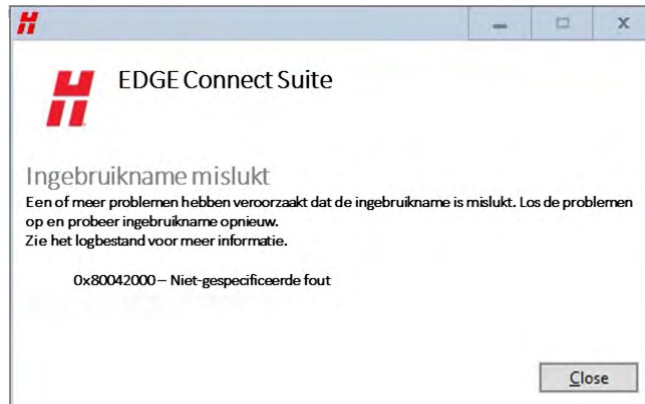 EDGE Connect Suite
Ingebruikname mislukt
Een of meer problemen hebben veroorzaakt dat de ingebruikname is mislukt. Los de problemen
op en probeer ingebruikname opnieuw.
Zie het logbestand voor meer informatie.
0x80042000 – Niet-gespecificeerde fout
Close